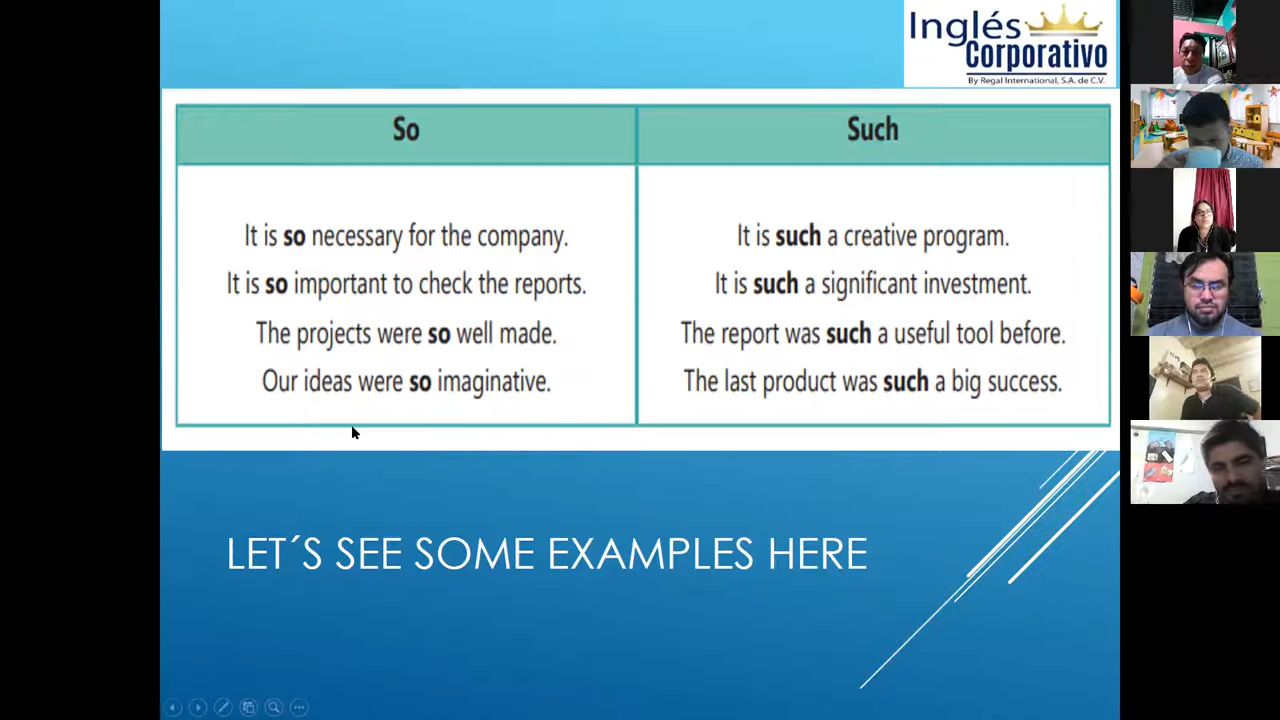 Inglés
Corporativo
By Regal International, S.A. de C.V.
So
Such
It is so necessary for the company.
It is so important to check the reports.
The projects were so well made.
Our ideas were so imaginative.
It is such a creative program.
It is such a significant investment.
The report was such a useful tool before.
The last product was such a big success.
LET´S SEE SOME EXAMPLES HERE